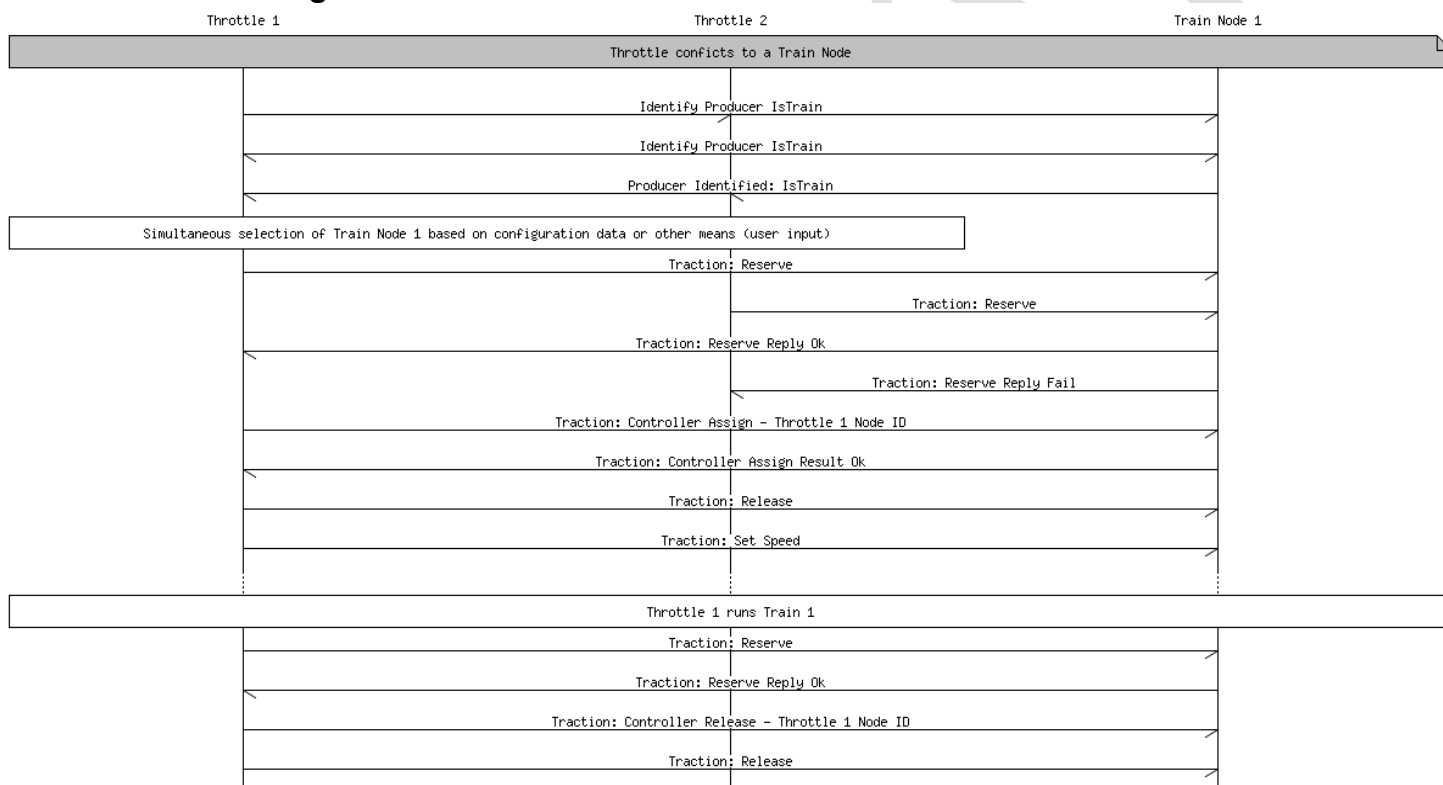 Throttle 1 Throttle 2 Train Node 1
Throttle conficts to a Train Node
Identify Producer IsTrain
Identify Producer IsTrain
Producer Identified: IsTrain
Simultaneous selection of Train Node 1 based on configuration data or other means (user input)
Traction: Reserve
Traction: Reserve
Traction: Reserve Reply Ok
Traction: Reserve Reply Fail
Traction: Controller Assign - Throttle 1 Node ID
Traction: Controller Assign Result Ok
Traction: Release
Traction: Set Speed
Throttle 1 runs Train 1
Traction: Reserve
Traction: Reserve Reply Ok
Traction: Controller Release - Throttle 1 Node ID
Traction: Release